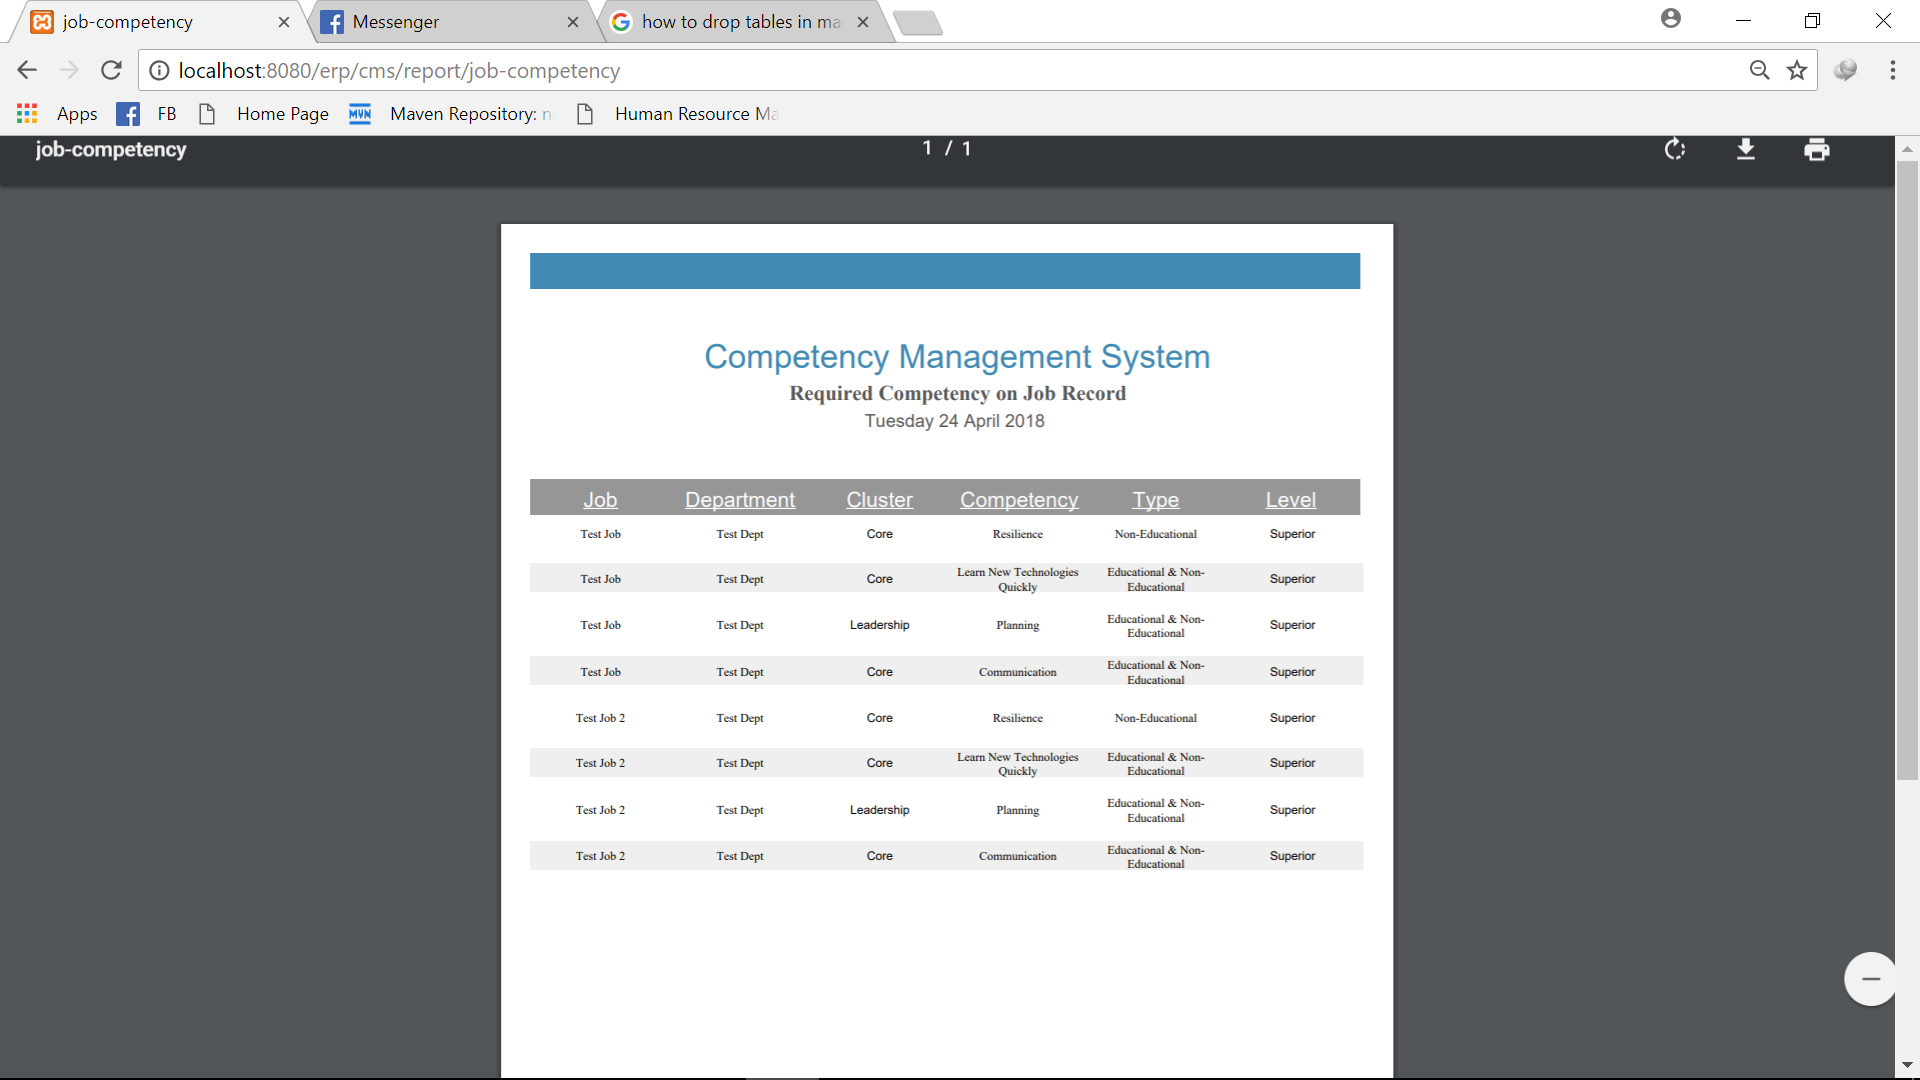 job-competency
Messenger
how to drop tables in ma
localhost:8080/erp/cms/report/job-competency
Apps FB Home Page Maven Repository: n Human Resource Ma
job-competency 1 / 1
Competency Management System
Required Competency on Job Record
Tuesday 24 April 2018
Job Department Cluster Competency Type Level
Test Job Test Dept Core Resilience Non-Educational Superior
Test Job Test Dept Core Learn New Technologies Quickly Educational & Non-Educational Superior
Test Job Test Dept Leadership Planning Educational & Non-Educational Superior
Test Job Test Dept Core Communication Educational & Non-Educational Superior
Test Job 2 Test Dept Core Resilience Non-Educational Superior
Test Job 2 Test Dept Core Learn New Technologies Quickly Educational & Non-Educational Superior
Test Job 2 Test Dept Leadership Planning Educational & Non-Educational Superior
Test Job 2 Test Dept Core Communication Educational & Non-Educational Superior